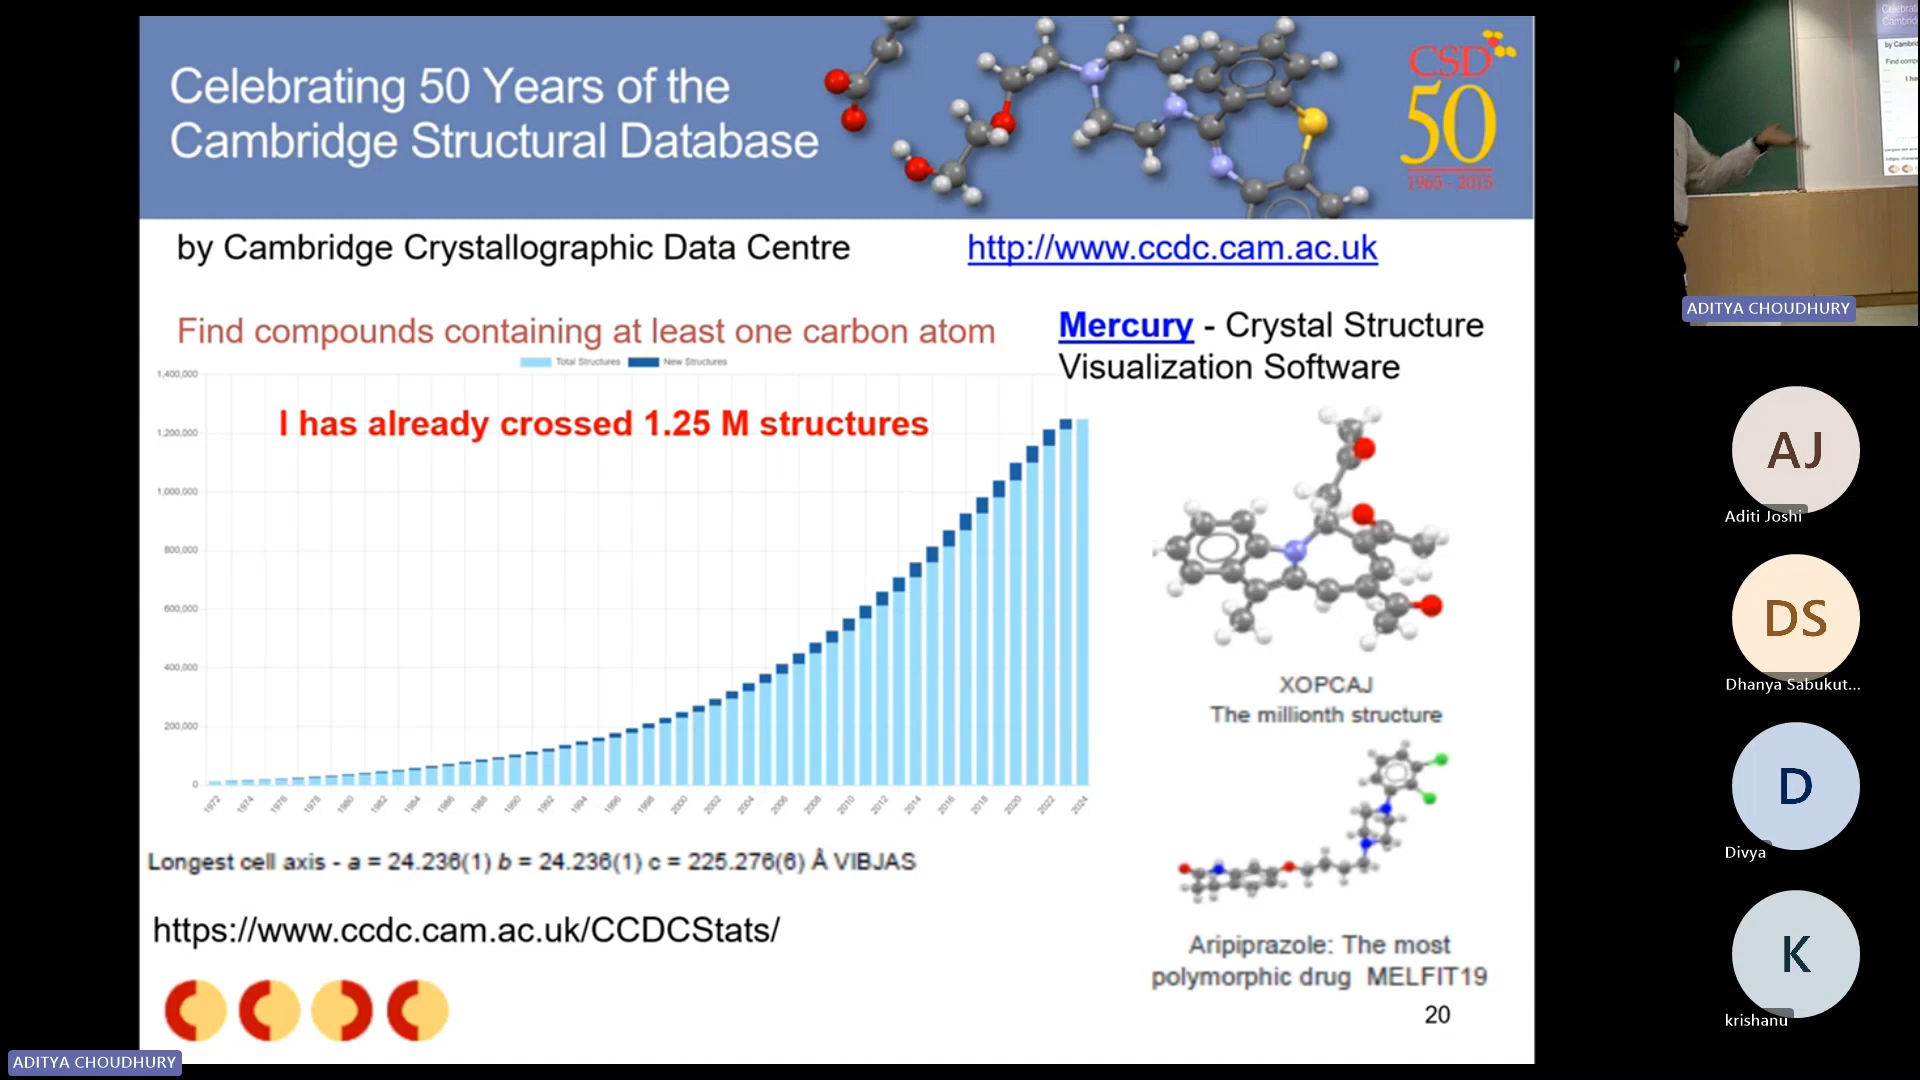 Celebrating 50 Years of the
Cambridge Structural Database
CSD
50
1965 - 2015
by Cambridge Crystallographic Data Centre
http://www.ccdc.cam.ac.uk
Find compounds containing at least one carbon atom
Total Structures New Structures
I has already crossed 1.25 M structures
1,400,000
1,200,000
1,000,000
800,000
600,000
400,000
200,000
0
1972 1974 1976 1978 1980 1982 1984 1986 1988 1990 1992 1994 1996 1998 2000 2002 2004 2006 2008 2010 2012 2014 2016 2018 2020 2022 2024
Longest cell axis - a = 24.236(1) b = 24.236(1) c = 225.276(6) Å VIBJAS
https://www.ccdc.cam.ac.uk/CCDCStats/
Mercury - Crystal Structure
Visualization Software
XOPCAJ
The millionth structure
Aripiprazole: The most
polymorphic drug MELFIT19
20
ADITYA CHOUDHURY
ADITYA CHOUDHURY
AJ
Aditi Joshi
DS
Dhanya Sabukut...
D
Divya
K
krishanu